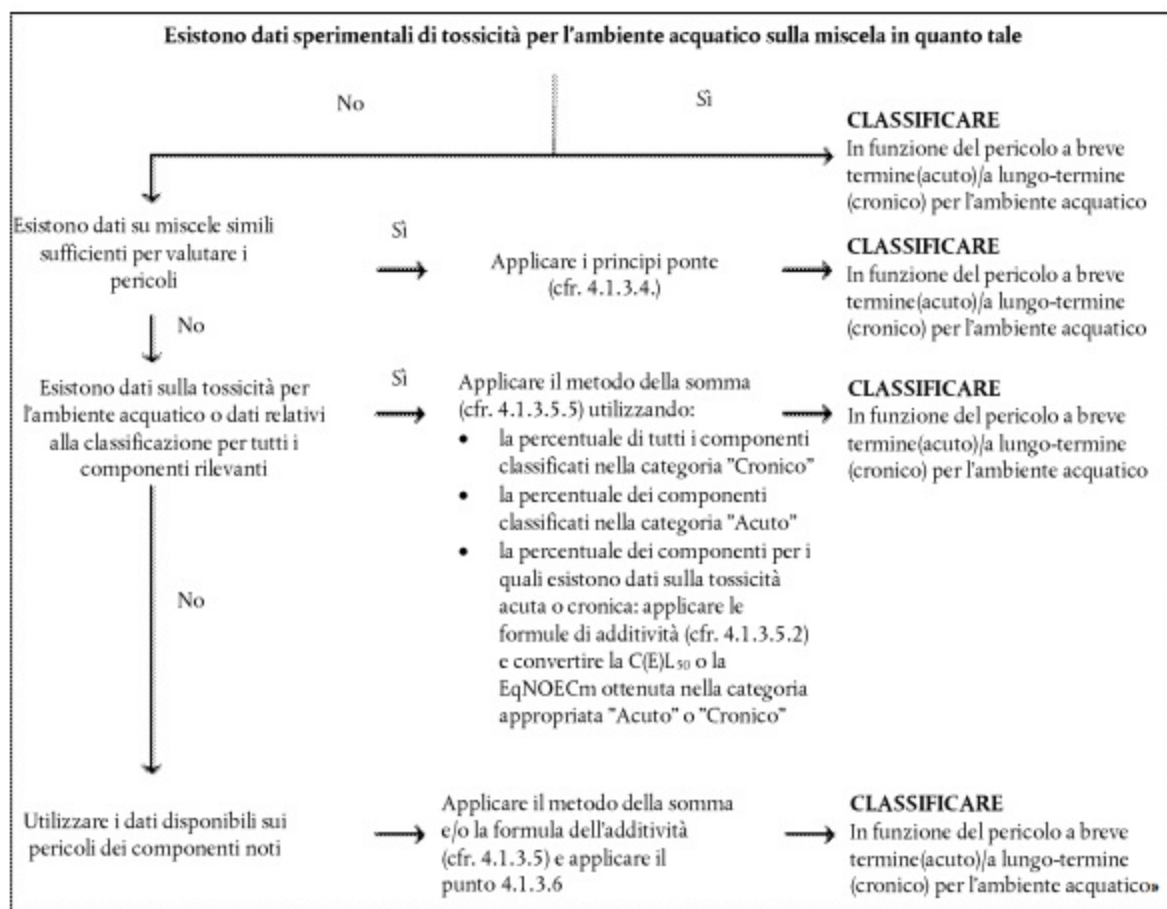 Esistono dati sperimentali di tossicità per l'ambiente acquatico sulla miscela in quanto tale
No
Sì
CLASSIFICARE
In funzione del pericolo a breve
termine(acuto)/a lungo-termine
(cronico) per l'ambiente acquatico
Esistono dati su miscele simili
sufficienti per valutare i
pericoli
Sì
Applicare i principi ponte
(cfr. 4.1.3.4.)
CLASSIFICARE
In funzione del pericolo a breve
termine(acuto)/a lungo-termine
(cronico) per l'ambiente acquatico
No
Esistono dati sulla tossicità per
l'ambiente acquatico o dati relativi
alla classificazione per tutti i
componenti rilevanti
Sì
Applicare il metodo della somma
(cfr. 4.1.3.5.5) utilizzando:
• la percentuale di tutti i componenti
classificati nella categoria "Cronico"
• la percentuale dei componenti
classificati nella categoria "Acuto"
• la percentuale dei componenti per i
quali esistono dati sulla tossicità
acuta o cronica: applicare le
formule di additività (cfr. 4.1.3.5.2)
e convertire la C(E)L₅₀ o la
EqNOECm ottenuta nella categoria
appropriata "Acuto" o "Cronico"
CLASSIFICARE
In funzione del pericolo a breve
termine(acuto)/a lungo-termine
(cronico) per l'ambiente acquatico
No
Utilizzare i dati disponibili sui
pericoli dei componenti noti
Applicare il metodo della somma
e/o la formula dell'additività
(cfr. 4.1.3.5) e applicare il
punto 4.1.3.6
CLASSIFICARE
In funzione del pericolo a breve
termine(acuto)/a lungo-termine
(cronico) per l'ambiente acquatico»